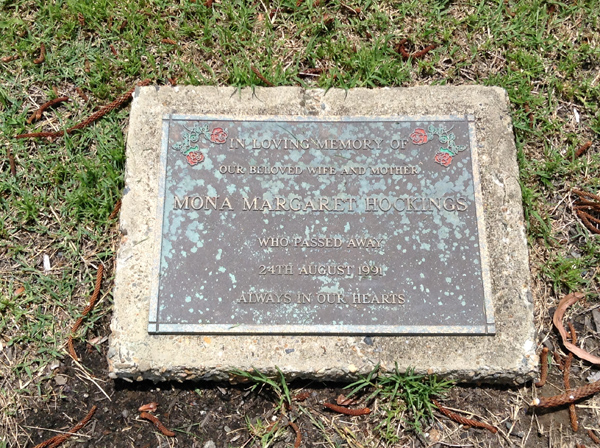 IN LOVING MEMORY OF
OUR BELOVED WIFE AND MOTHER
MONA MARGARET HOCKINGS
WHO PASSED AWAY
24TH AUGUST 1991
ALWAYS IN OUR HEARTS